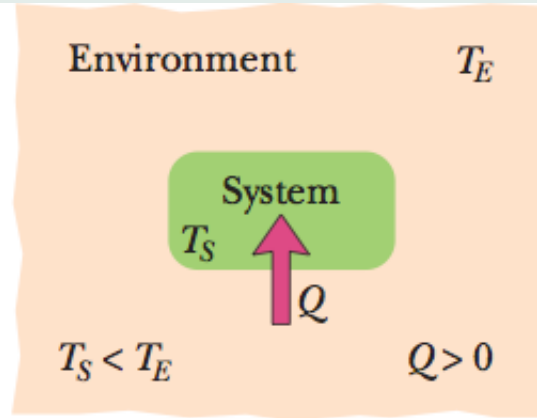 Environment T_E
System
T_S
Q
T_S < T_E Q > 0